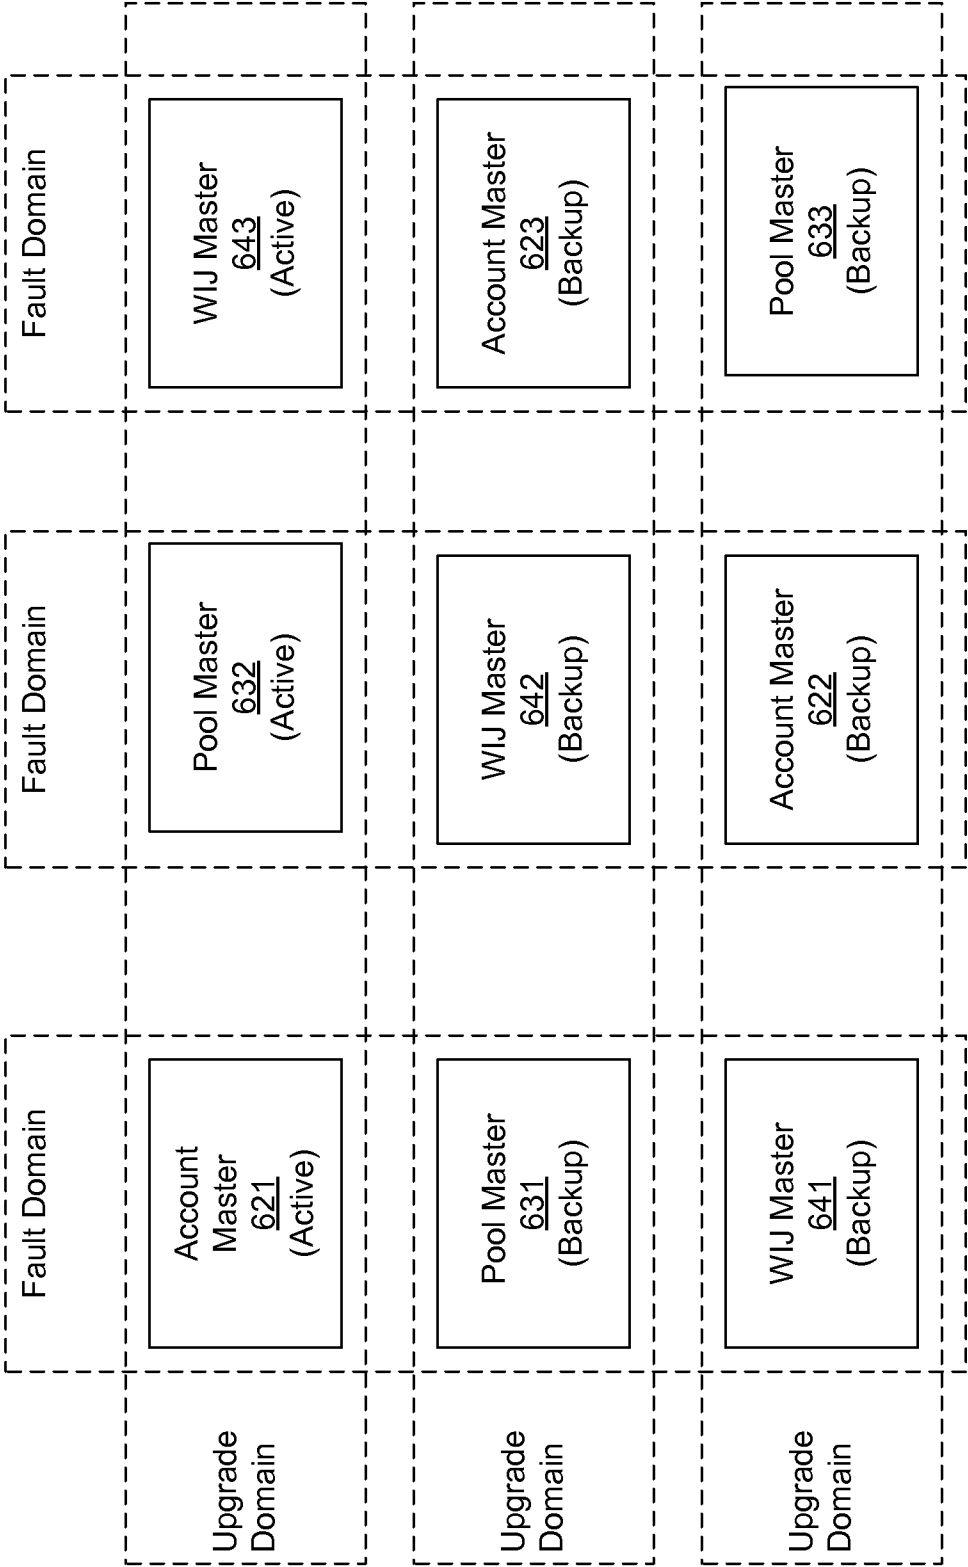 Fault Domain
Fault Domain
Fault Domain
Upgrade
Domain
Account
Master
621
(Active)
Pool Master
632
(Active)
WIJ Master
643
(Active)
Upgrade
Domain
Pool Master
631
(Backup)
WIJ Master
642
(Backup)
Account Master
623
(Backup)
Upgrade
Domain
WIJ Master
641
(Backup)
Account Master
622
(Backup)
Pool Master
633
(Backup)